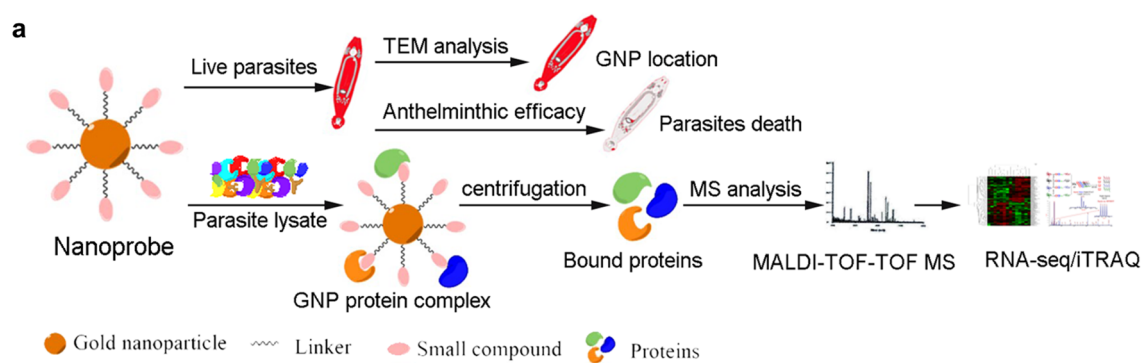 a
TEM analysis
Live parasites
GNP location
Anthelminthic efficacy
Parasites death
centrifugation
MS analysis
Parasite lysate
Nanoprobe
Bound proteins
MALDI-TOF-TOF MS
RNA-seq/iTRAQ
GNP protein complex
Gold nanoparticle
Linker
Small compound
Proteins